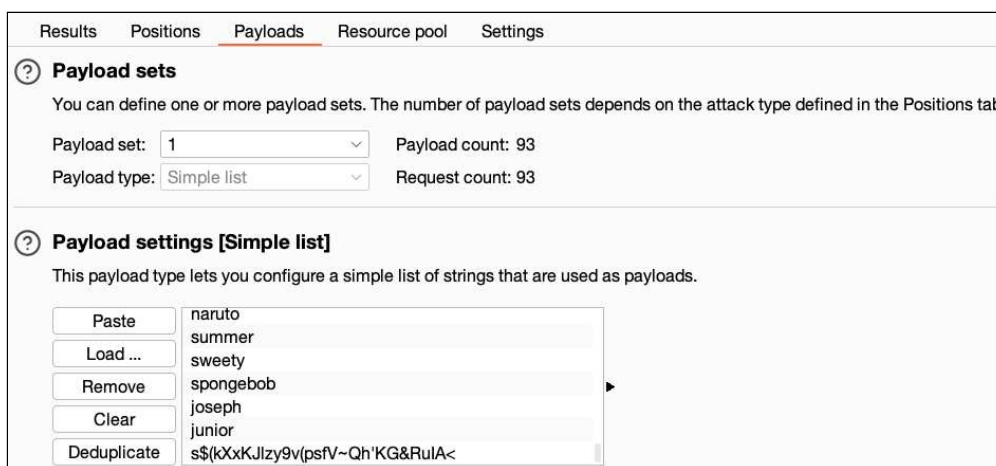 Results Positions Payloads Resource pool Settings
Payload sets
You can define one or more payload sets. The number of payload sets depends on the attack type defined in the Positions tab
Payload set: 1 Payload count: 93
Payload type: Simple list Request count: 93
Payload settings [Simple list]
This payload type lets you configure a simple list of strings that are used as payloads.
Paste
Load ...
Remove
Clear
Deduplicate
naruto
summer
sweety
spongebob
joseph
junior
s$(kXxKJlzy9v(psfV~Qh'KG&RuIA<